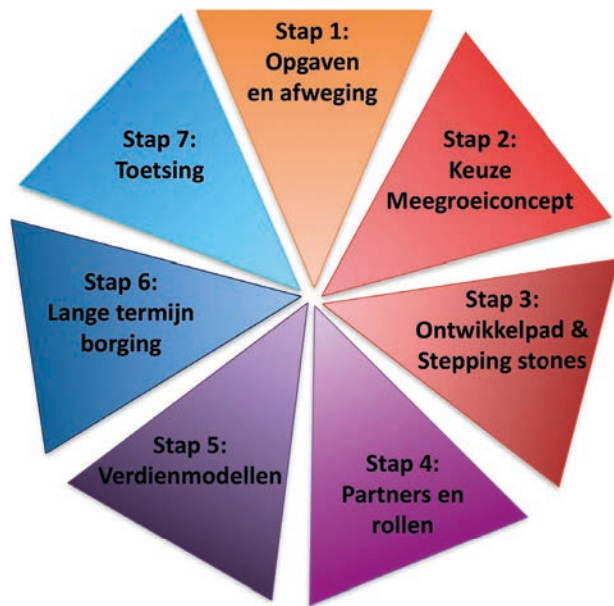 Stap 1:
Opgaven
en afweging
Stap 2:
Keuze
Meegroeiconcept
Stap 3:
Ontwikkelpad &
Stepping stones
Stap 4:
Partners en
rollen
Stap 5:
Verdienmodellen
Stap 6:
Lange termijn
borging
Stap 7:
Toetsing